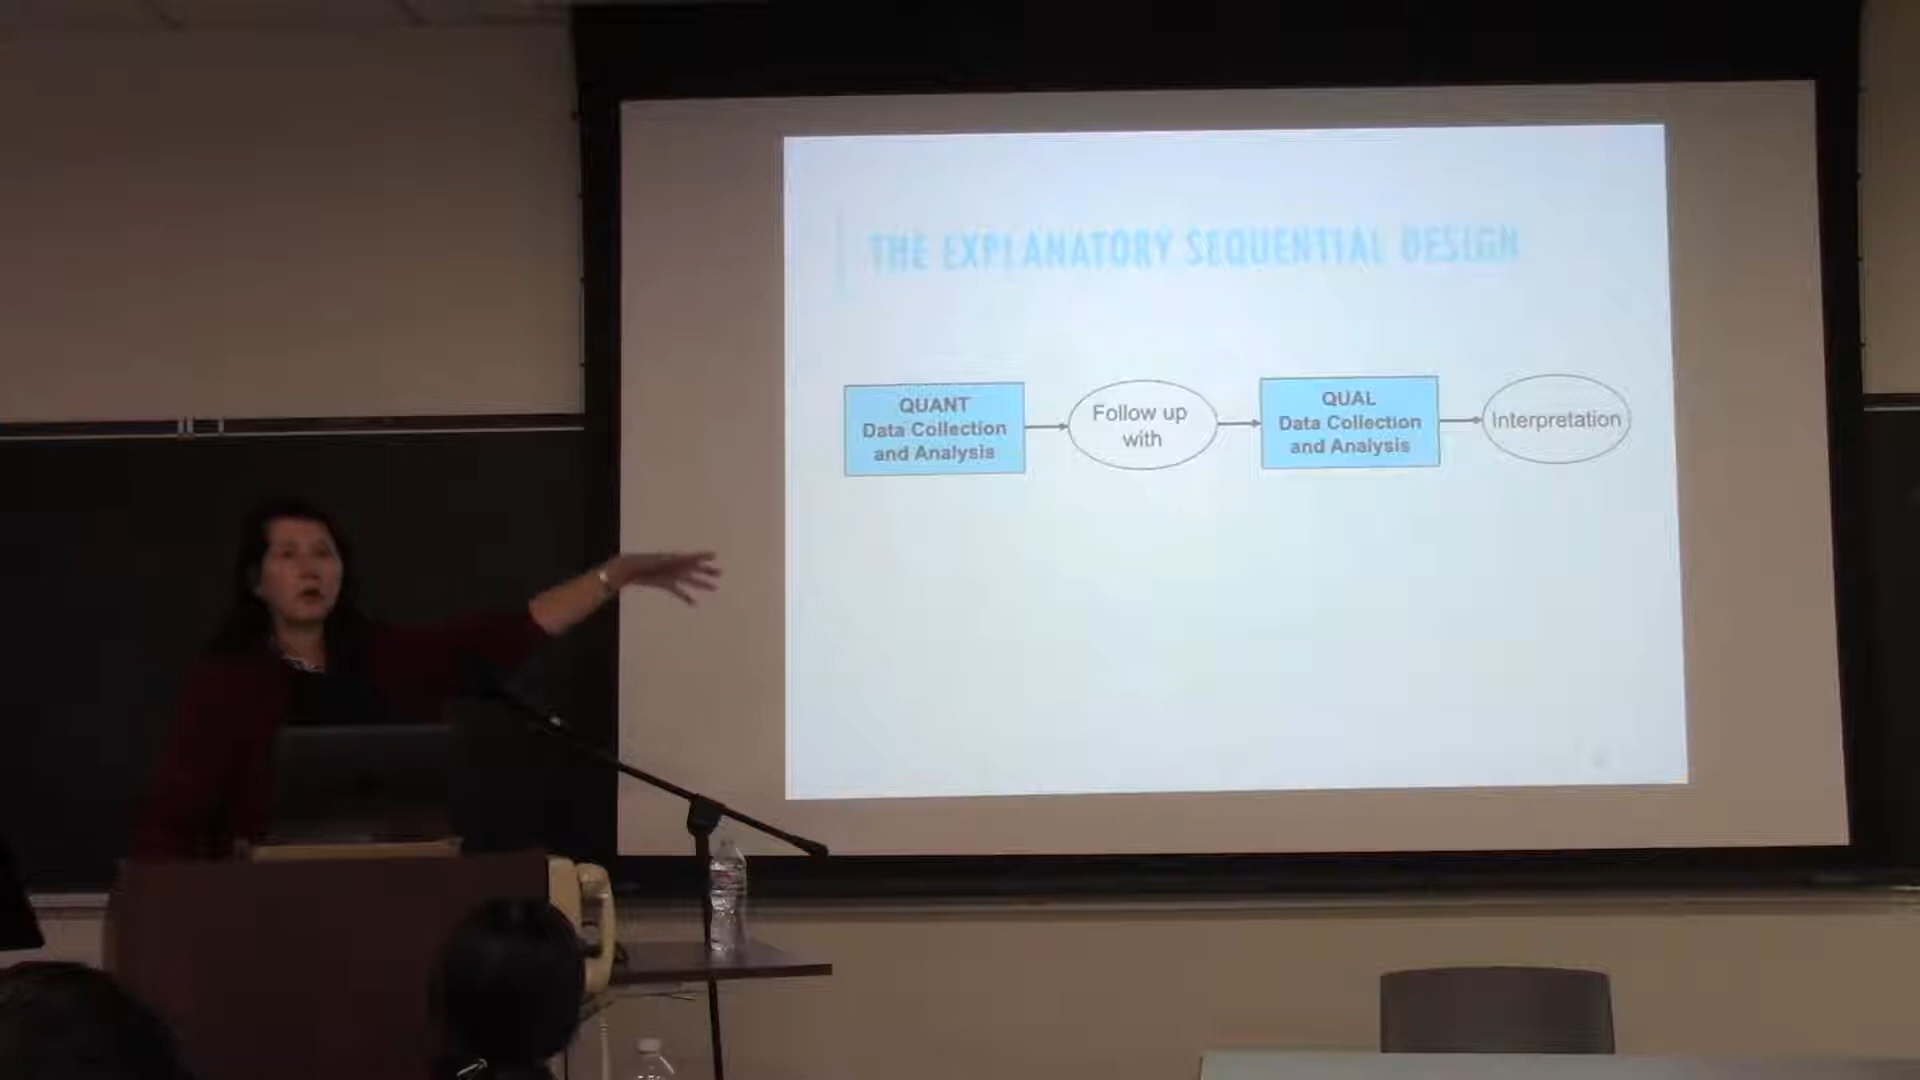 THE EXPLANATORY SEQUENTIAL DESIGN
QUANT
Data Collection
and Analysis
Follow up
with
QUAL
Data Collection
and Analysis
Interpretation